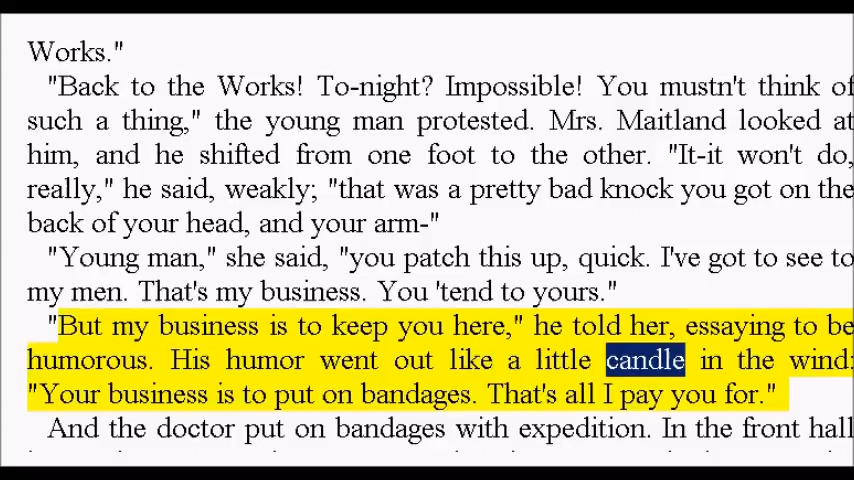 Works."
"Back to the Works! To-night? Impossible! You mustn't think of
such a thing," the young man protested. Mrs. Maitland looked at
him, and he shifted from one foot to the other. "It-it won't do,
really," he said, weakly; "that was a pretty bad knock you got on the
back of your head, and your arm-"
"Young man," she said, "you patch this up, quick. I've got to see to
my men. That's my business. You 'tend to yours."
"But my business is to keep you here," he told her, essaying to be
humorous. His humor went out like a little candle in the wind:
"Your business is to put on bandages. That's all I pay you for."
And the doctor put on bandages with expedition. In the front hall